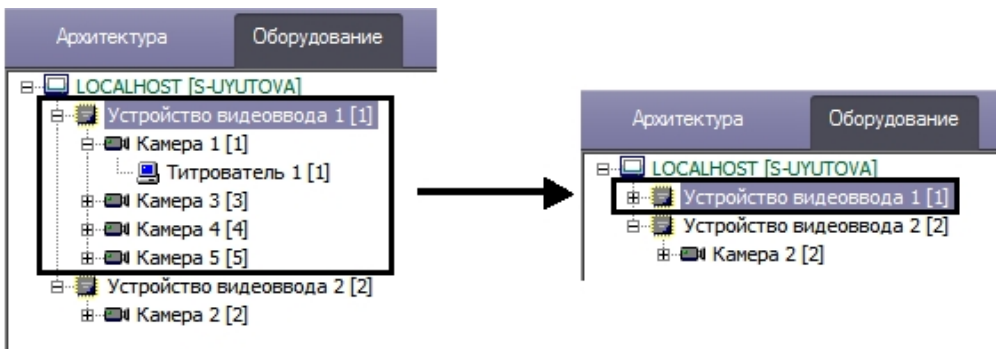 Архитектура Оборудование
LOCALHOST [S-UYUTOVA]
Устройство видеоввода 1 [1]
Камера 1 [1]
Титрователь 1 [1]
Камера 3 [3]
Камера 4 [4]
Камера 5 [5]
Устройство видеоввода 2 [2]
Камера 2 [2]
Архитектура Оборудование
LOCALHOST [S-UYUTOVA]
Устройство видеоввода 1 [1]
Устройство видеоввода 2 [2]
Камера 2 [2]